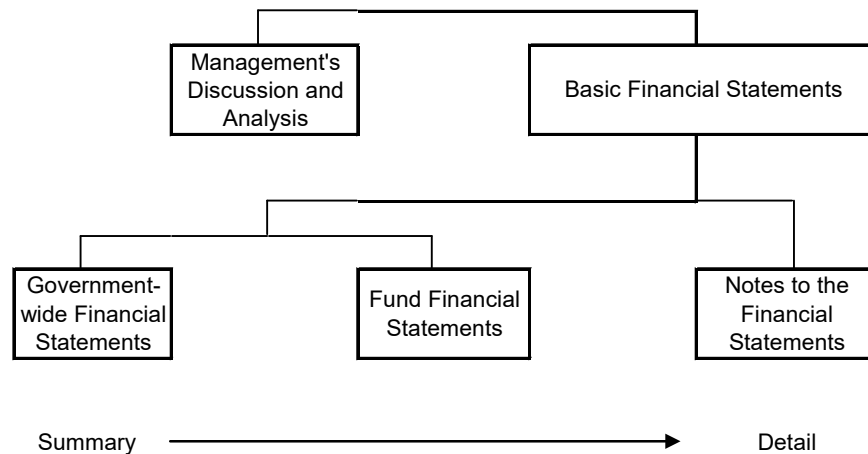 Management's
Discussion and
Analysis
Basic Financial Statements
Government-
wide Financial
Statements
Fund Financial
Statements
Notes to the
Financial
Statements
Summary
Detail